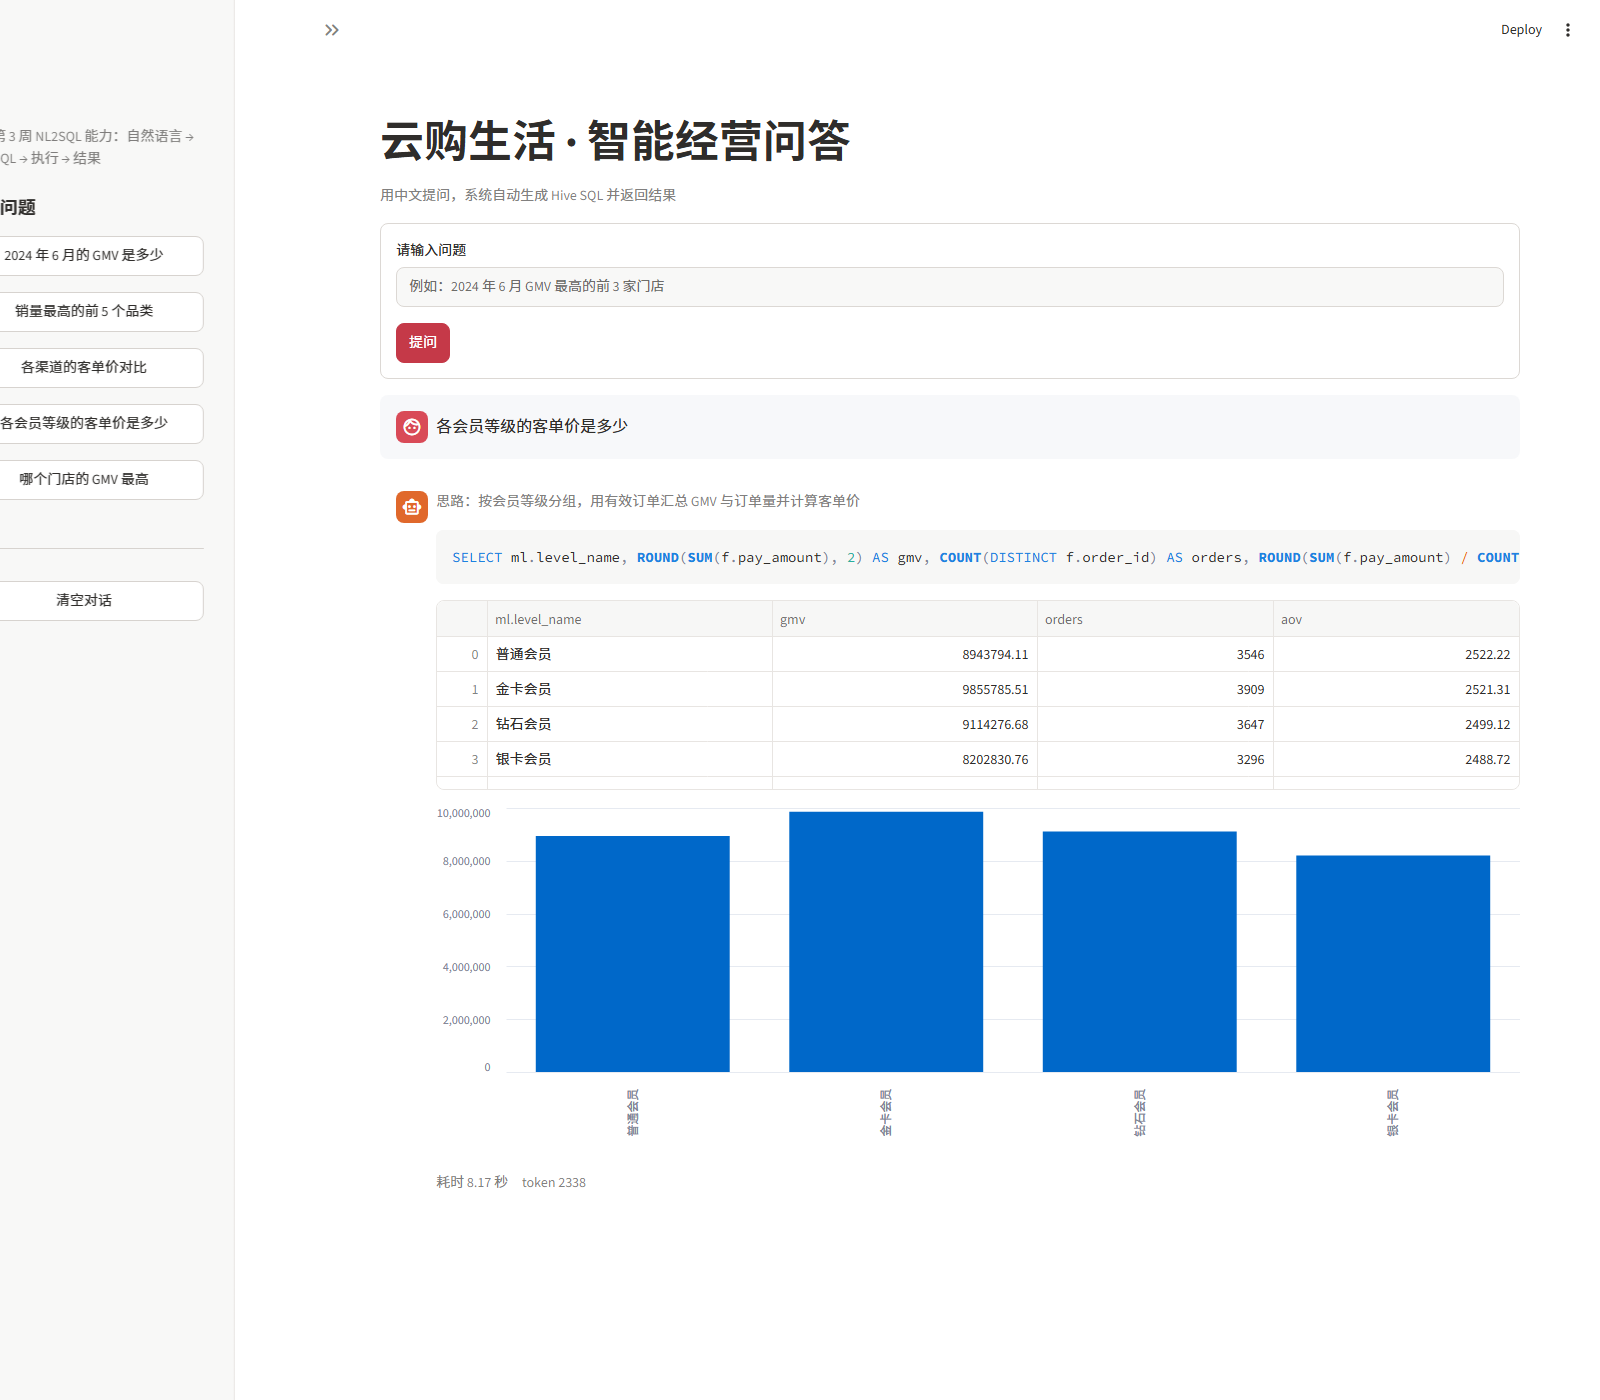 Deploy
第 3 周 NL2SQL 能力：自然语言 →
QL → 执行 → 结果
问题
2024 年 6 月的 GMV 是多少
销量最高的前 5 个品类
各渠道的客单价对比
各会员等级的客单价是多少
哪个门店的 GMV 最高
清空对话
云购生活 · 智能经营问答
用中文提问，系统自动生成 Hive SQL 并返回结果
请输入问题
例如：2024 年 6 月 GMV 最高的前 3 家门店
提问
各会员等级的客单价是多少
思路：按会员等级分组，用有效订单汇总 GMV 与订单量并计算客单价
SELECT ml.level_name, ROUND(SUM(f.pay_amount), 2) AS gmv, COUNT(DISTINCT f.order_id) AS orders, ROUND(SUM(f.pay_amount) / COUNT
ml.level_name gmv orders aov
0 普通会员 8943794.11 3546 2522.22
1 金卡会员 9855785.51 3909 2521.31
2 钻石会员 9114276.68 3647 2499.12
3 银卡会员 8202830.76 3296 2488.72
10,000,000
8,000,000
6,000,000
4,000,000
2,000,000
0
普通会员
金卡会员
钻石会员
银卡会员
耗时 8.17 秒 token 2338